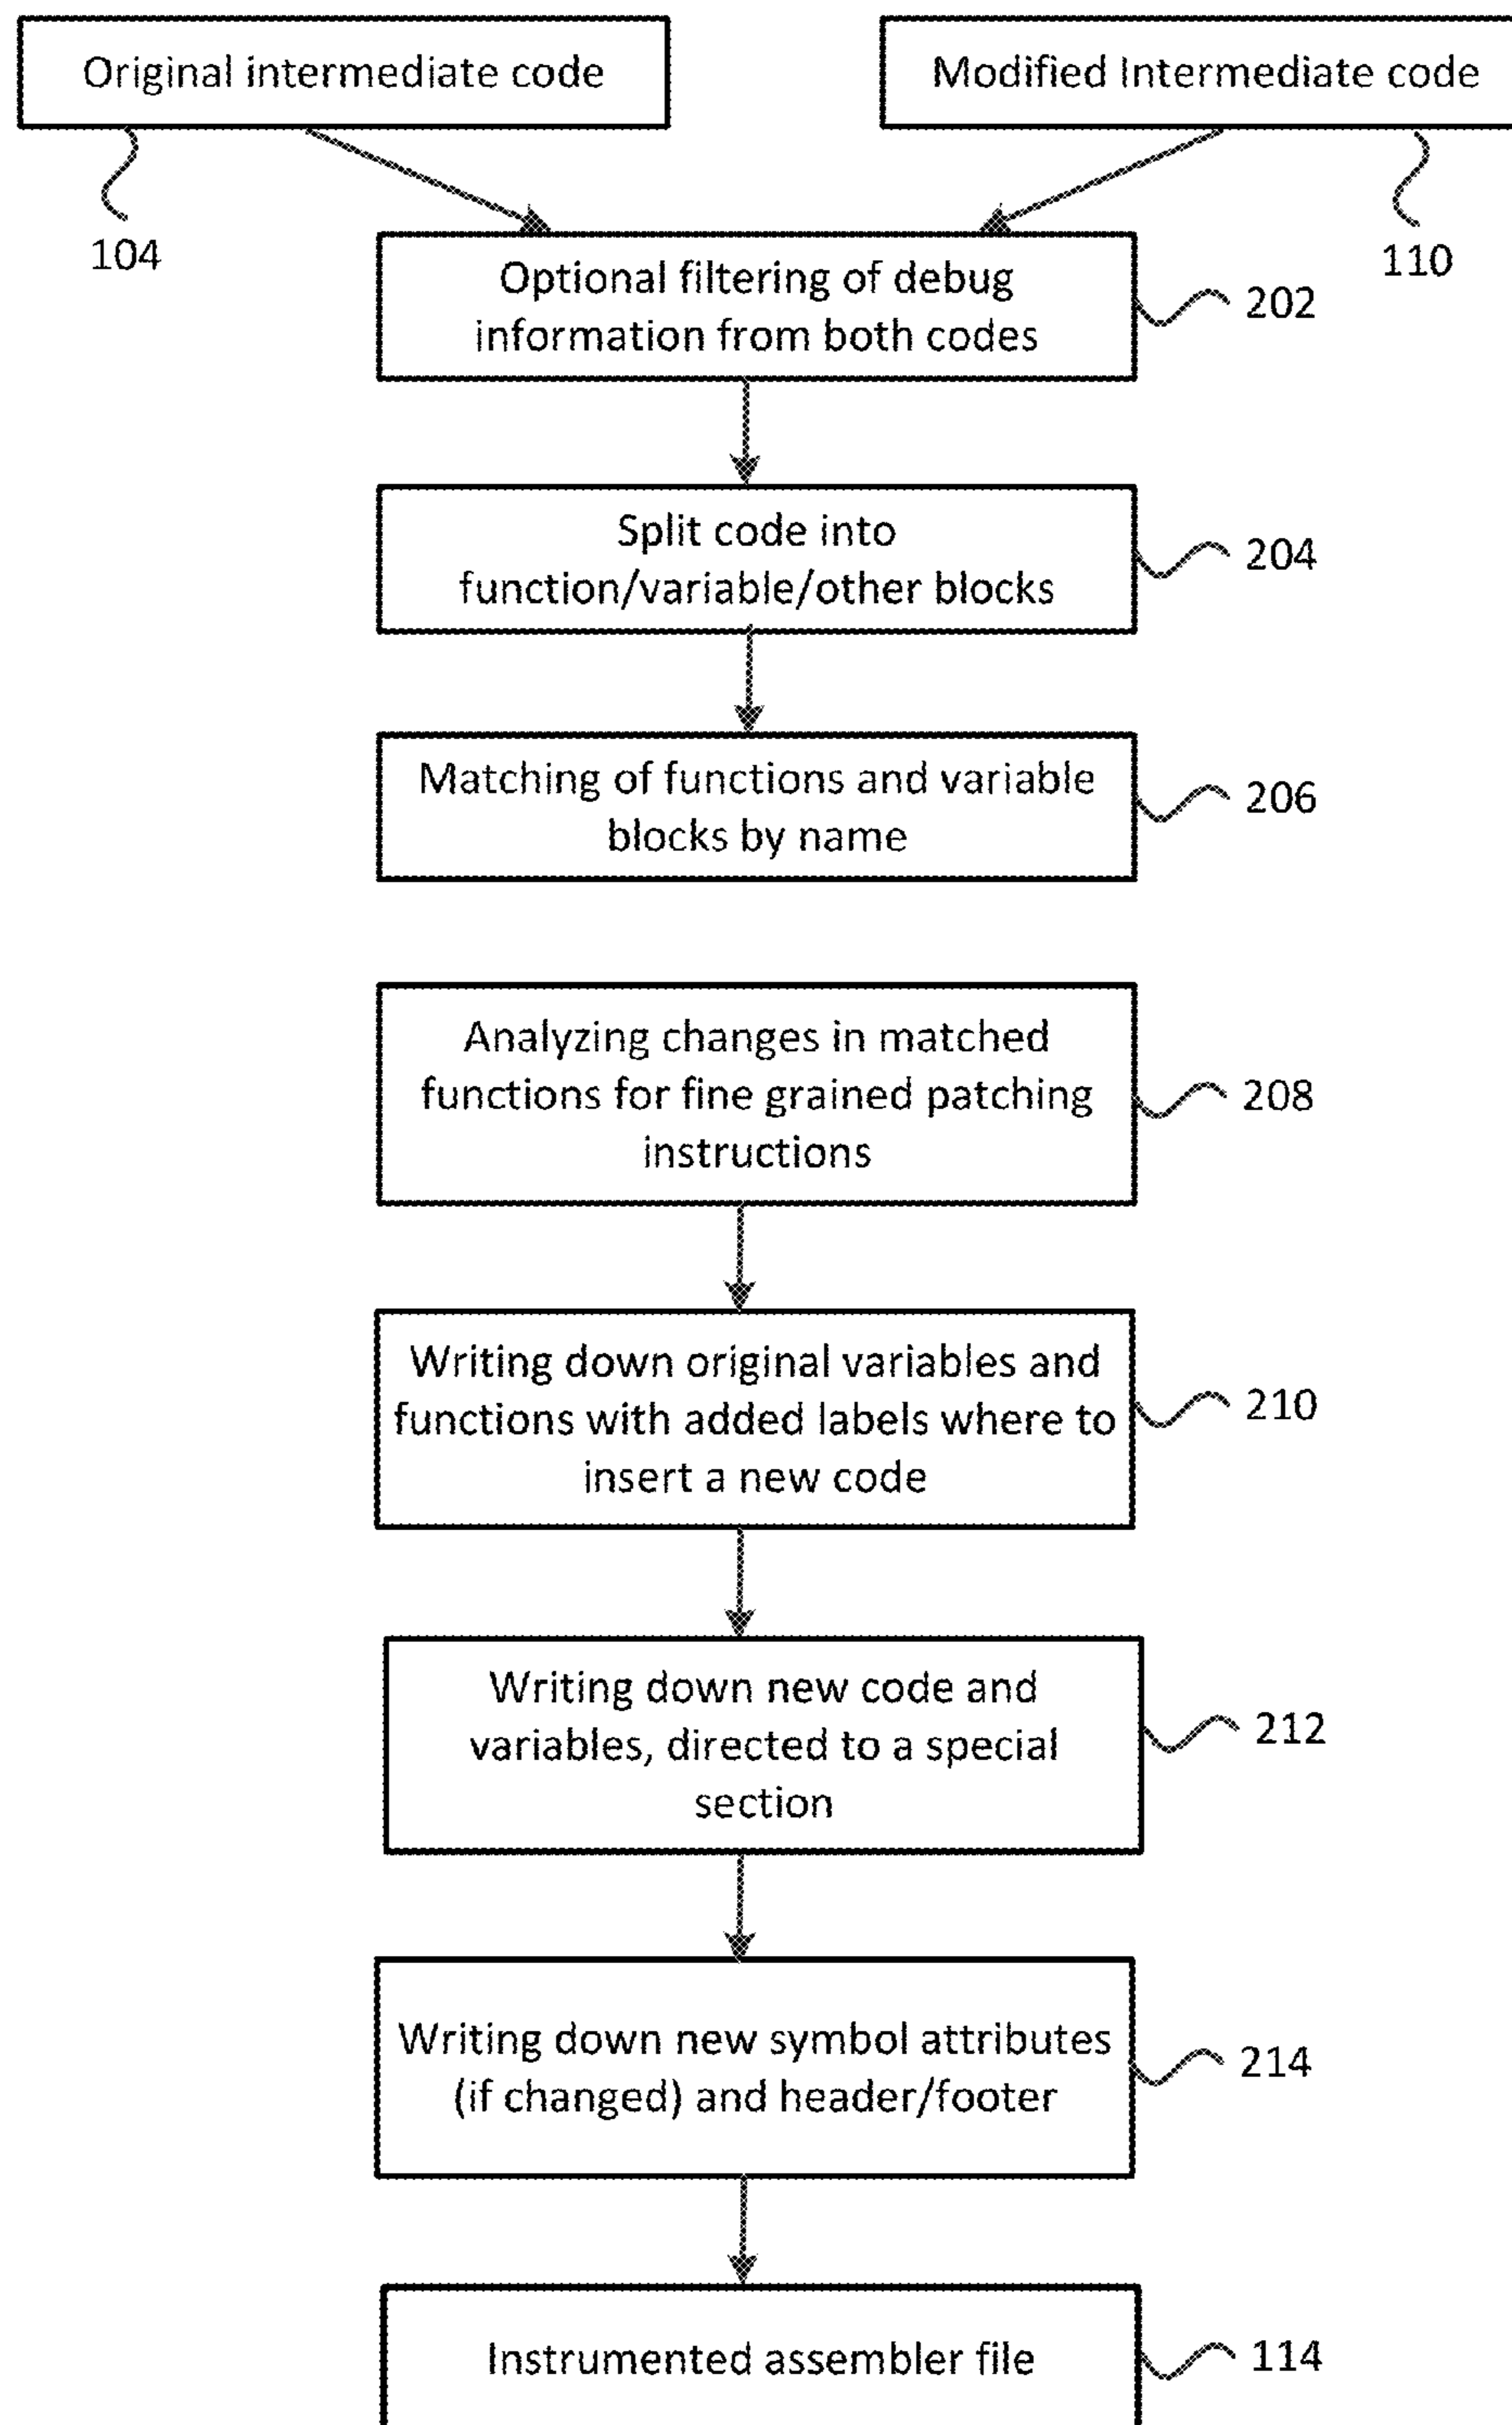 Original intermediate code
Modified Intermediate code
104
110
Optional filtering of debug
information from both codes
202
Split code into
function/variable/other blocks
204
Matching of functions and variable
blocks by name
206
Analyzing changes in matched
functions for fine grained patching
instructions
208
Writing down original variables and
functions with added labels where to
insert a new code
210
Writing down new code and
variables, directed to a special
section
212
Writing down new symbol attributes
(if changed) and header/footer
214
Instrumented assembler file
114